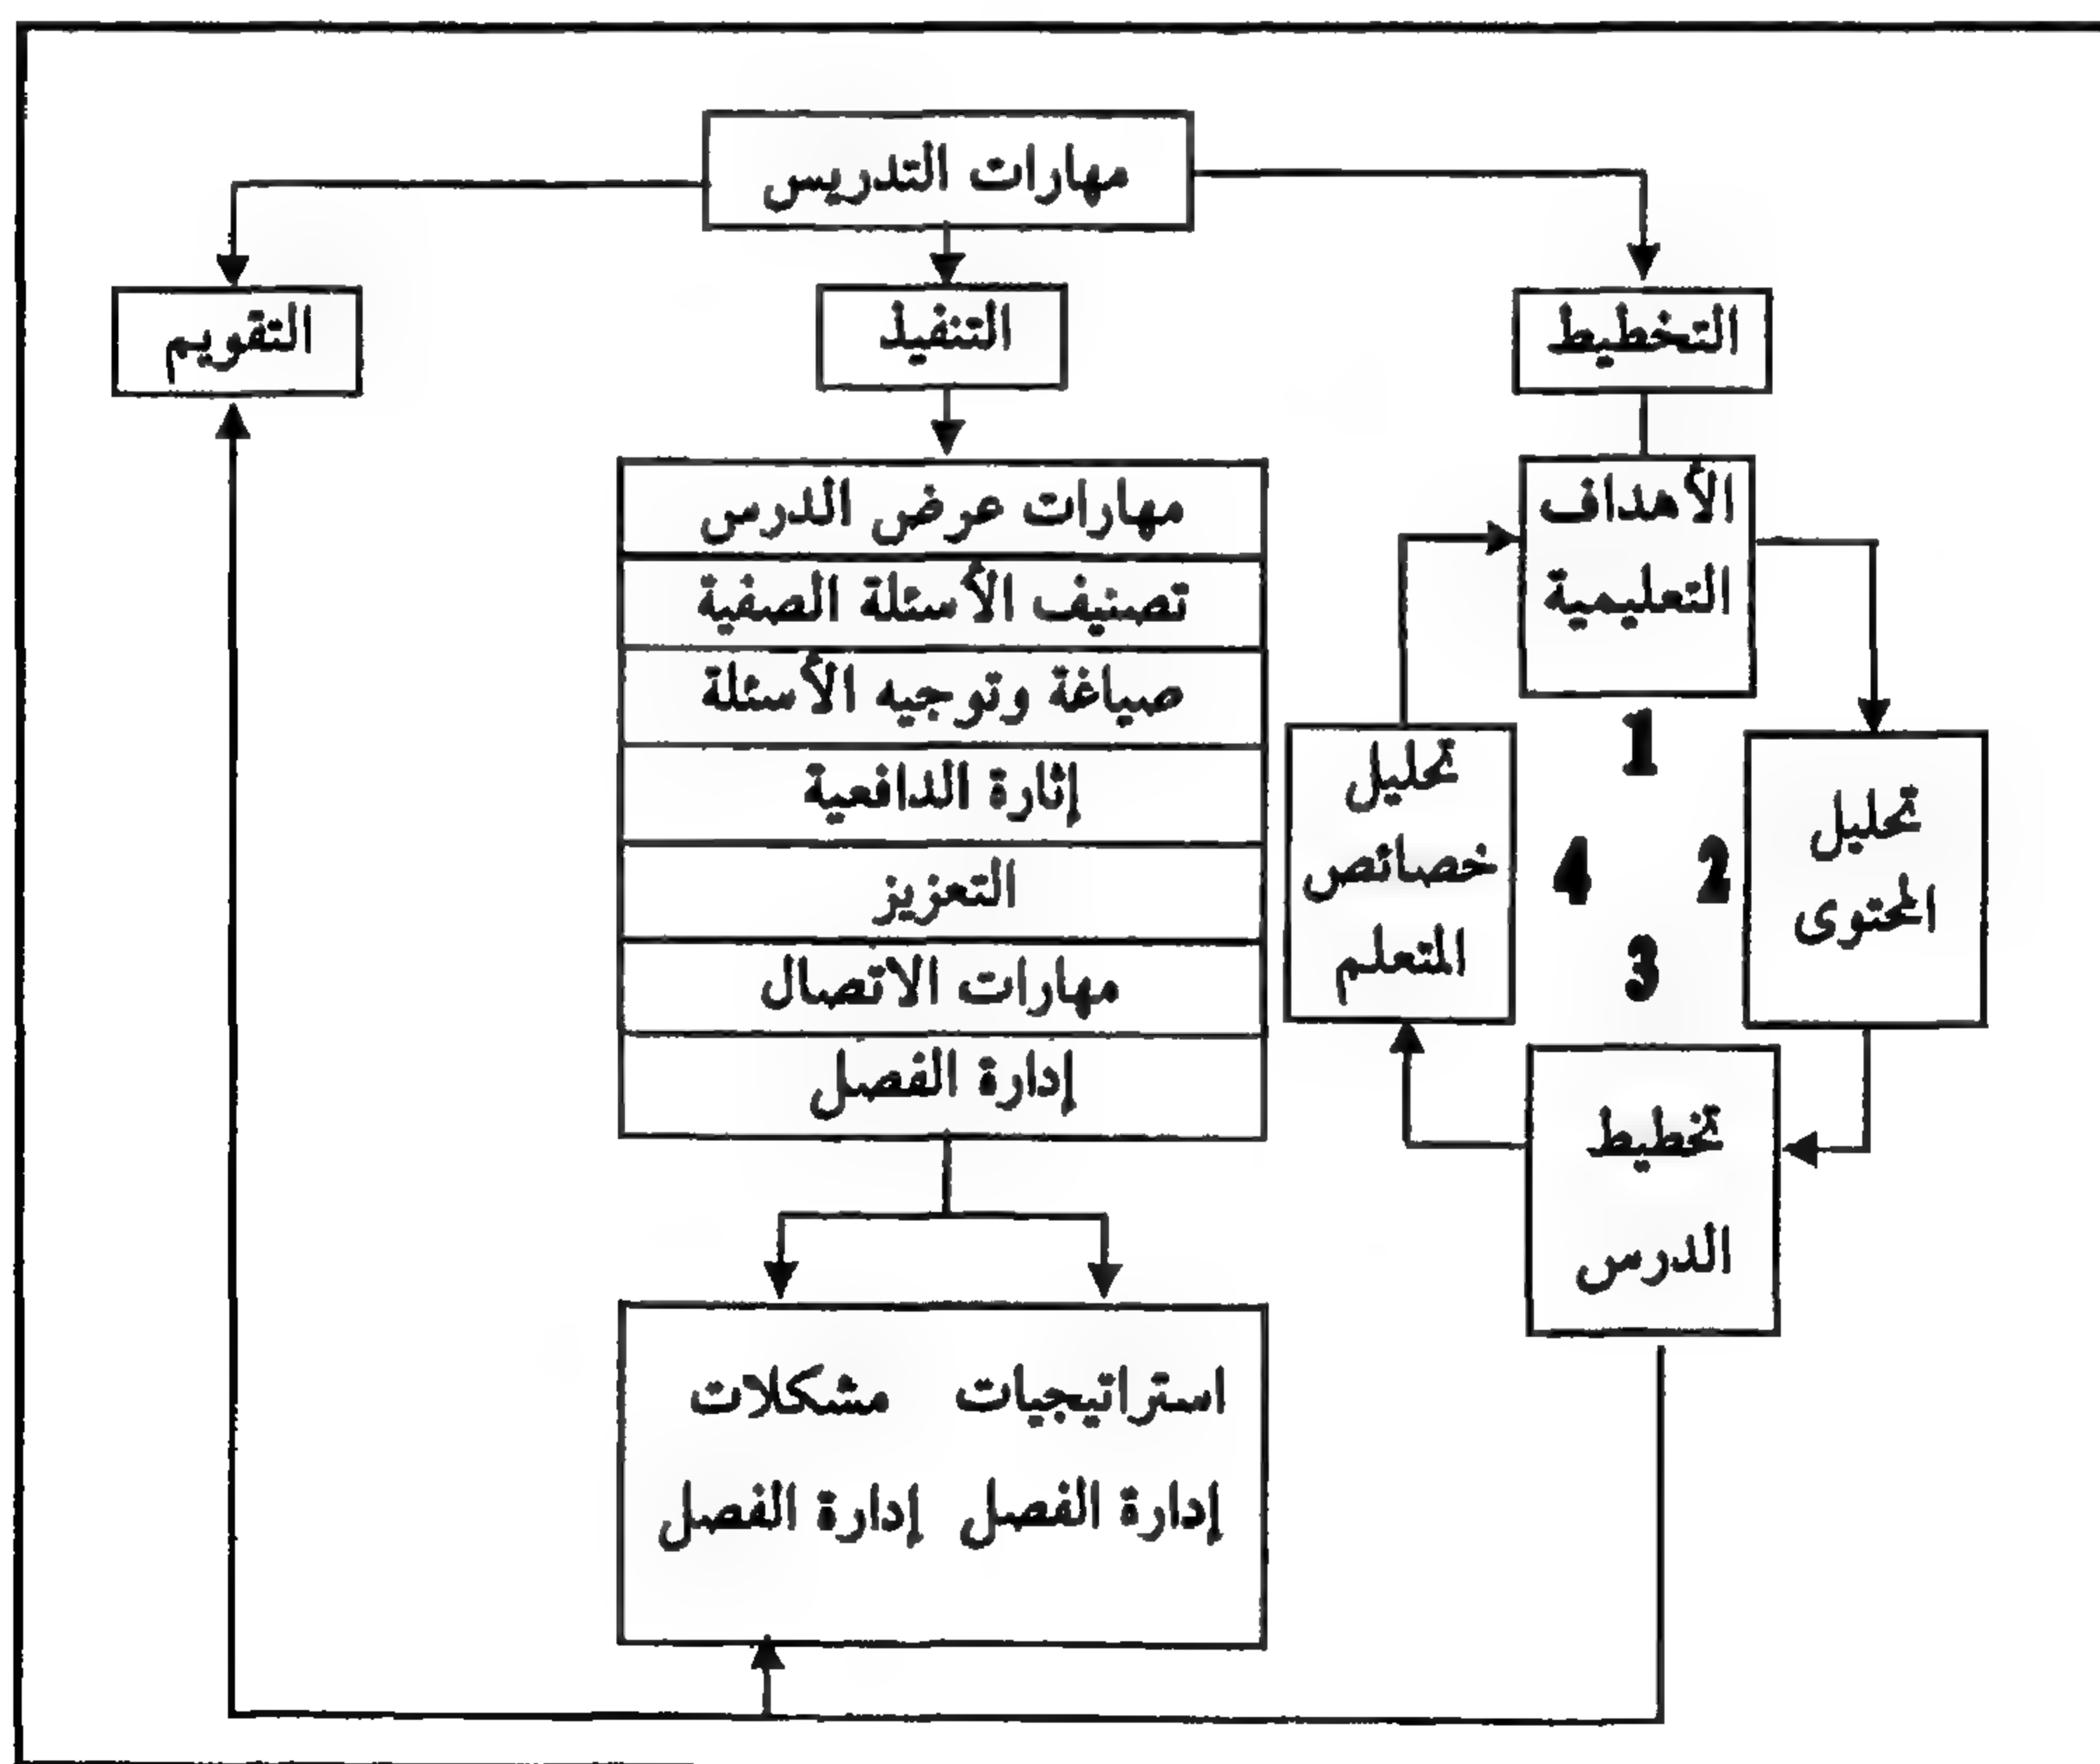 مهارات التدريس
التخطيط
التنفيذ
التقويم
الأهداف
التعليمية
1
تحليل
المحتوى
2
تخطيط
الدرس
3
تحليل
خصائص
المتعلم
4
مهارات عرض الدرس
تصنيف الأسئلة الصفية
صياغة وتوجيه الأسئلة
إثارة الدافعية
التعزيز
مهارات الاتصال
إدارة الفصل
استراتيجيات
إدارة الفصل
مشكلات
إدارة الفصل